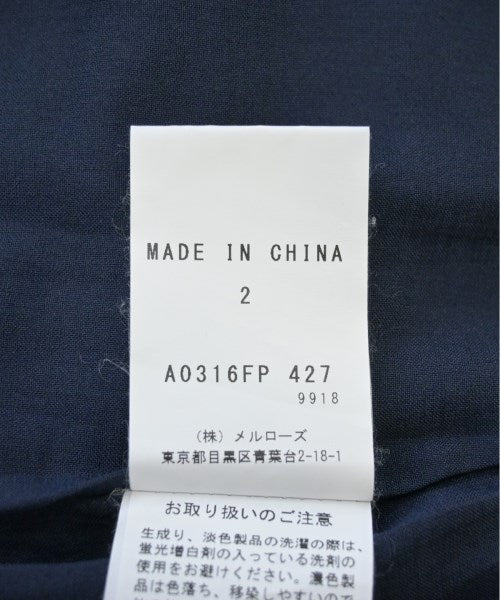 MADE IN CHINA
2
A0316FP 427
9918
(株) メルローズ
東京都目黒区青葉台2-18-1
お取り扱いのご注意
生成り、淡色製品の洗濯の際は、
蛍光増白剤の入っている洗剤の
使用をお避けください。濃色製
品は色落ち、移染しやすいので